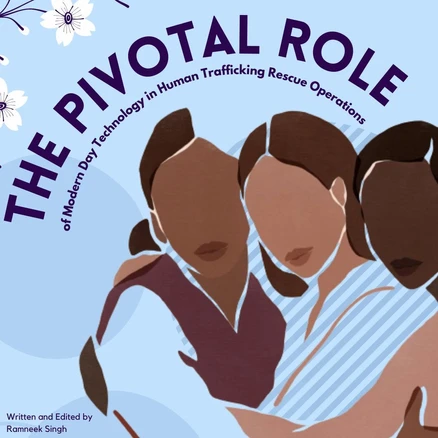 THE PIVOTAL ROLE
of Modern Day Technology in Human Trafficking Rescue Operations
Written and Edited by
Ramneek Singh